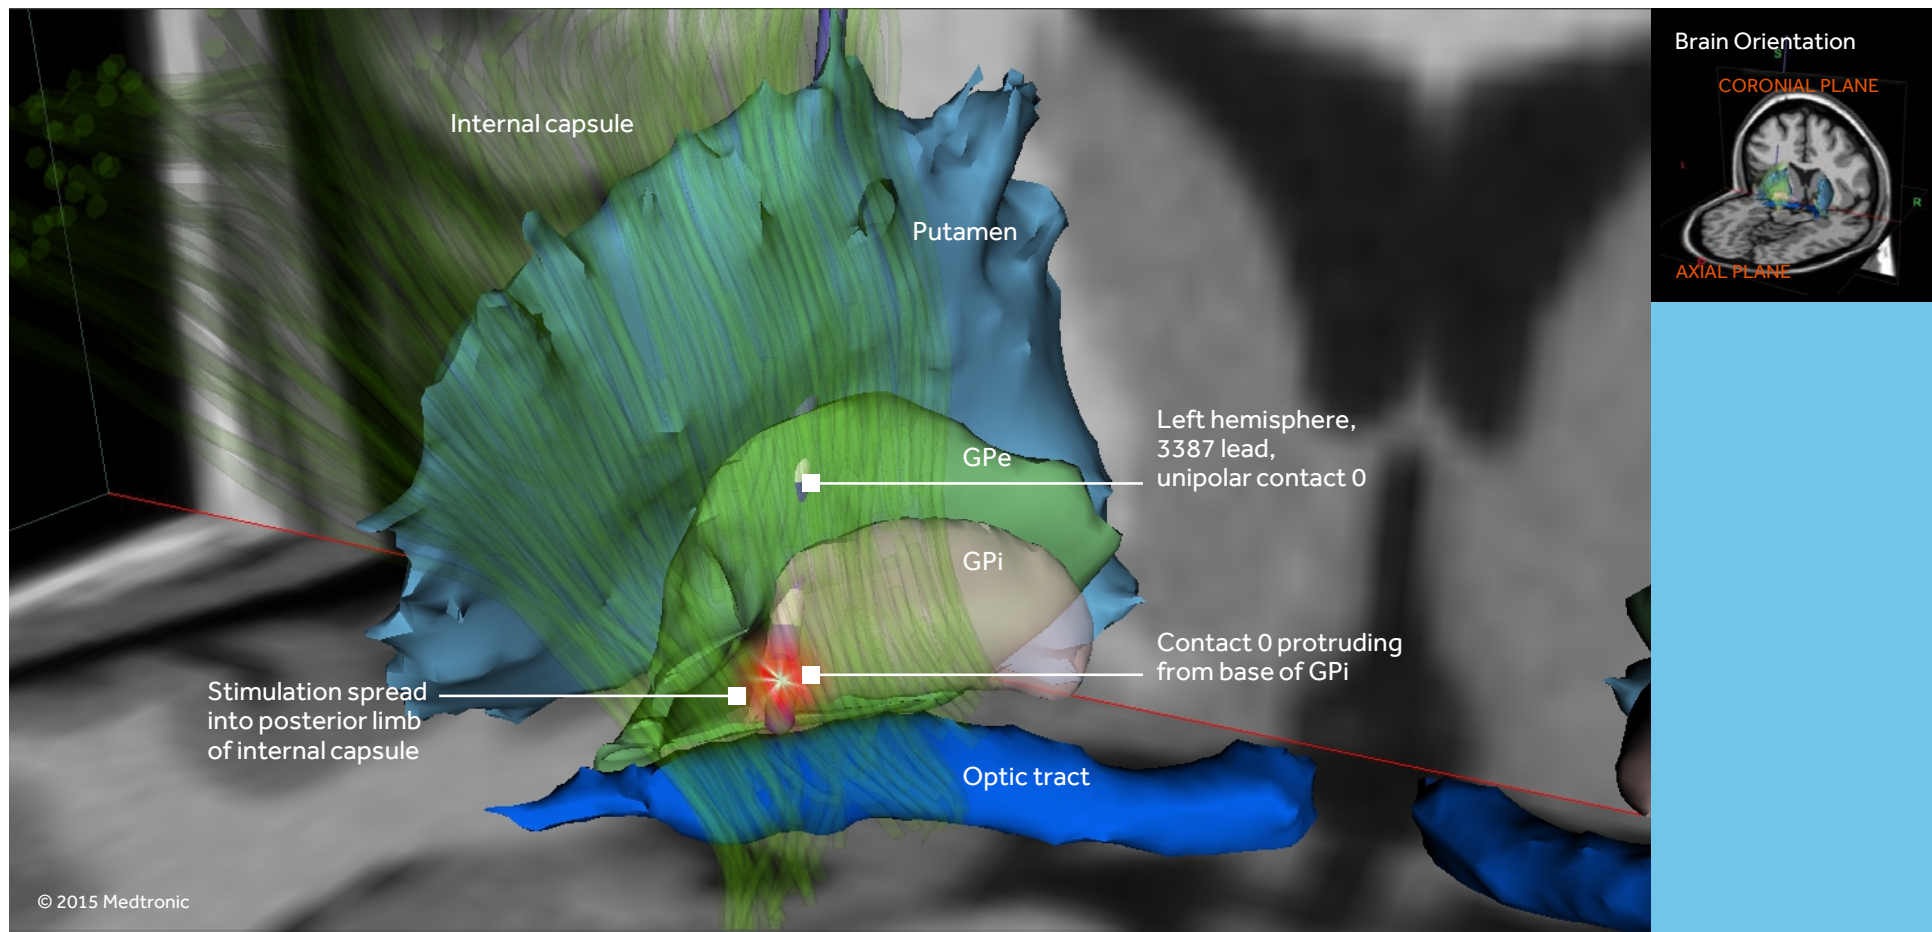 Brain Orientation
S
CORONIAL PLANE
L
R
AXIAL PLANE
Internal capsule
Putamen
GPe
Left hemisphere,
3387 lead,
unipolar contact 0
GPi
Contact 0 protruding
from base of GPi
Stimulation spread
into posterior limb
of internal capsule
Optic tract
© 2015 Medtronic